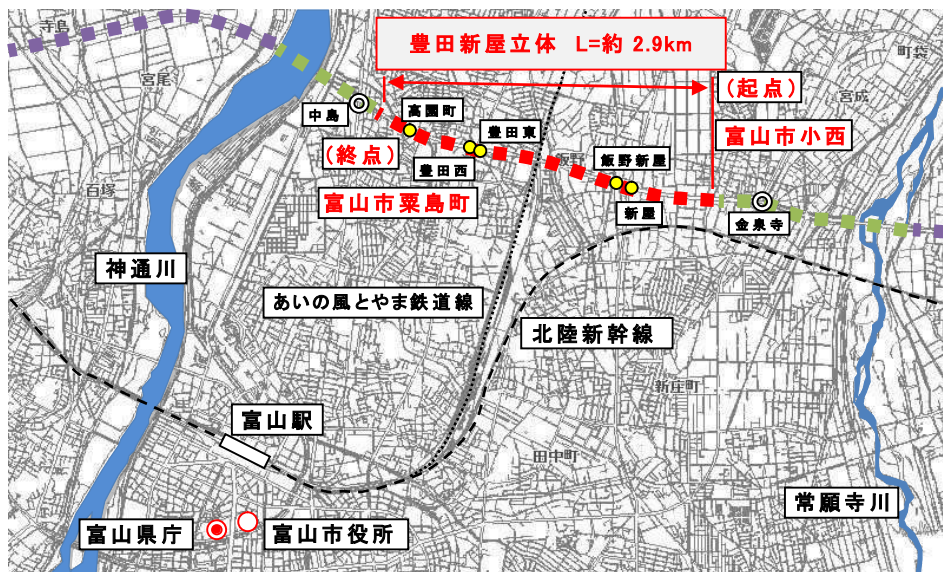 寺島
宮尾
豊田新屋立体 L=約 2.9km
町袋
(起点)
宮成
中島
高園町
豊田東
富山市小西
(終点)
豊田西
飯野
飯野新屋
百塚
富山市粟島町
新屋
金泉寺
神通川
あいの風とやま鉄道線
北陸新幹線
新庄町
富山駅
田中町
常願寺川
富山県庁
富山市役所